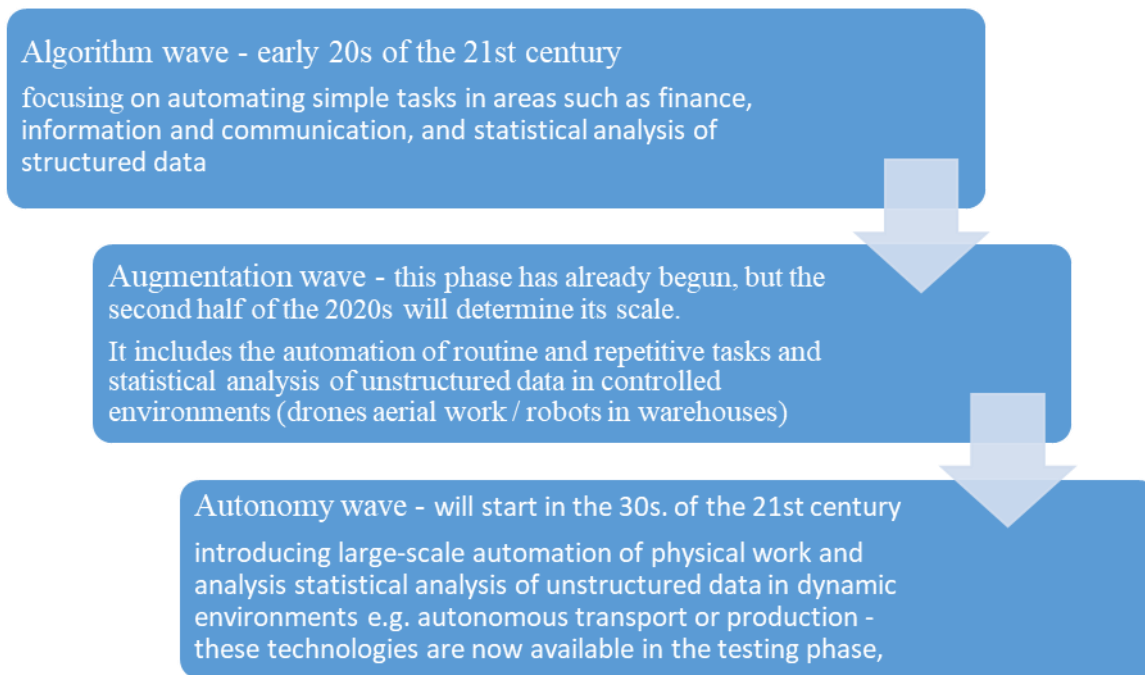 Algorithm wave - early 20s of the 21st century
focusing on automating simple tasks in areas such as finance,
information and communication, and statistical analysis of
structured data
Augmentation wave - this phase has already begun, but the
second half of the 2020s will determine its scale.
It includes the automation of routine and repetitive tasks and
statistical analysis of unstructured data in controlled
environments (drones aerial work / robots in warehouses)
Autonomy wave - will start in the 30s. of the 21st century
introducing large-scale automation of physical work and
analysis statistical analysis of unstructured data in dynamic
environments e.g. autonomous transport or production -
these technologies are now available in the testing phase,